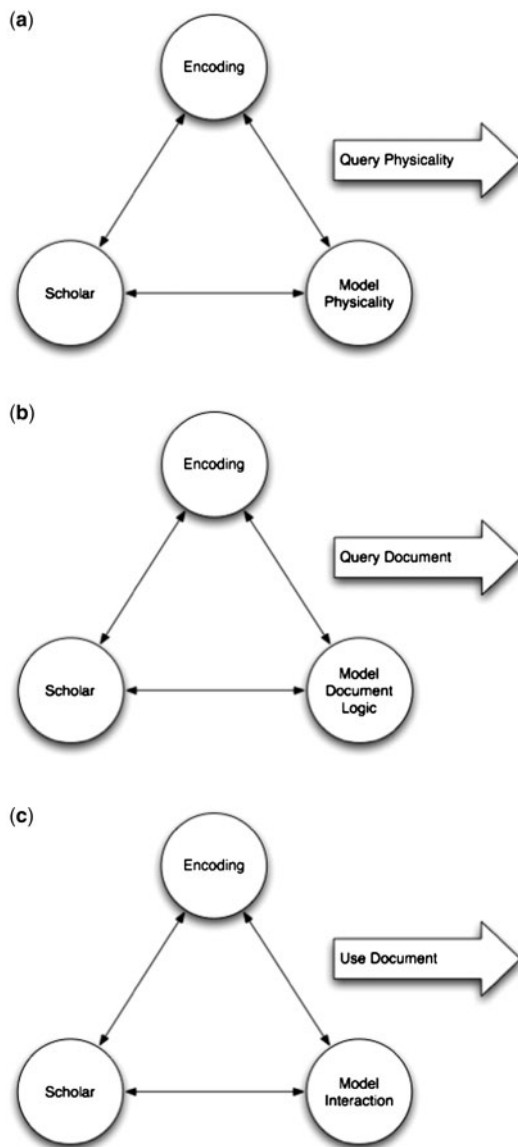 (a)
Encoding
Query Physicality
Scholar
Model
Physicality
(b)
Encoding
Query Document
Scholar
Model
Document
Logic
(c)
Encoding
Use Document
Scholar
Model
Interaction